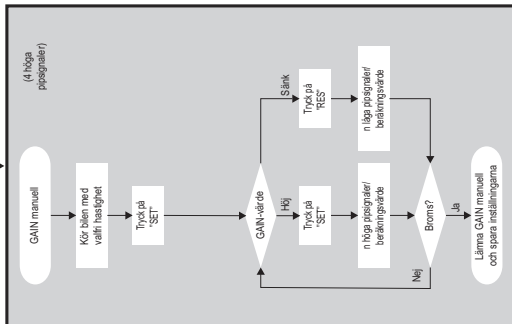 (4 höga
pipsignaler)
GAIN manuell
Kör bilen med
valfri hastighet
Tryck på
"SET"
GAIN-värde
Höj
Sänk
Tryck på
"SET"
Tryck på
"RES"
n höga pipsignaler/
beräkningsvärde
n låga pipsignaler/
beräkningsvärde
Broms?
Nej
Ja
Lämna GAIN manuell
och spara inställningarna